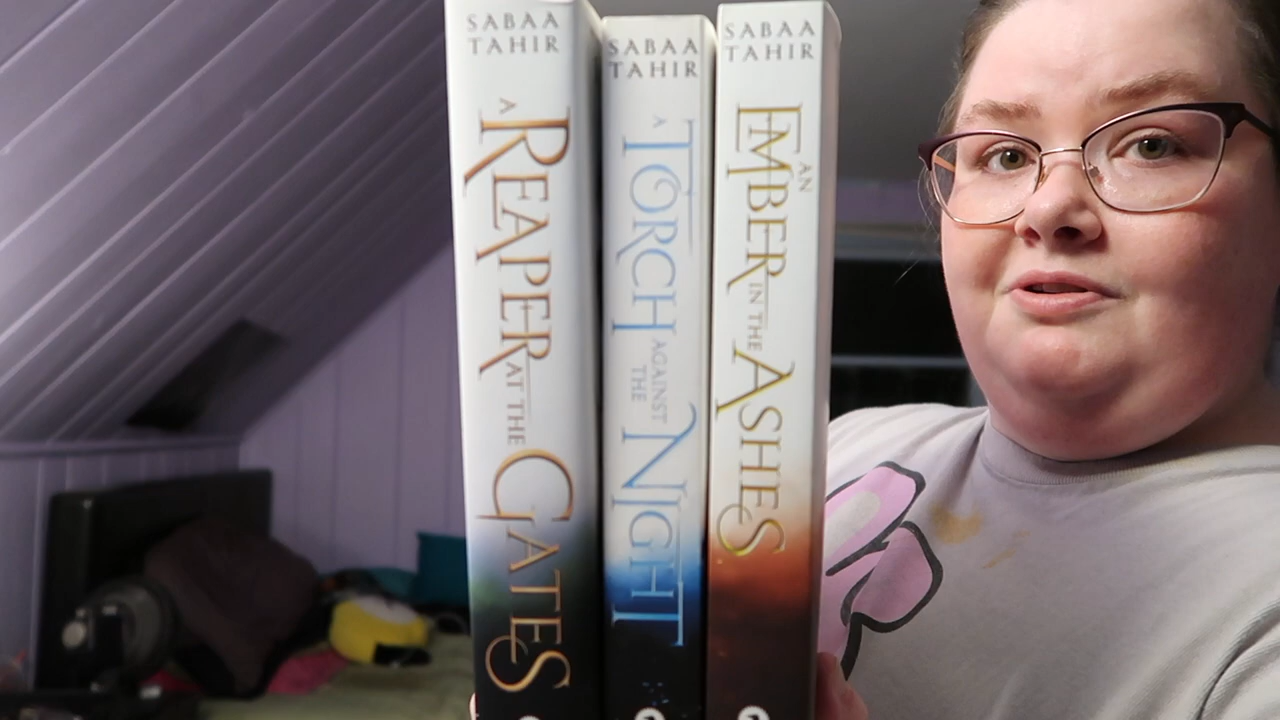 SABAA
TAHIR
A
REAPER
AT THE
GATES
SABAA
TAHIR
A
TORCH
AGAINST
THE
NIGHT
SABAA
TAHIR
AN
EMBER
IN THE
ASHES